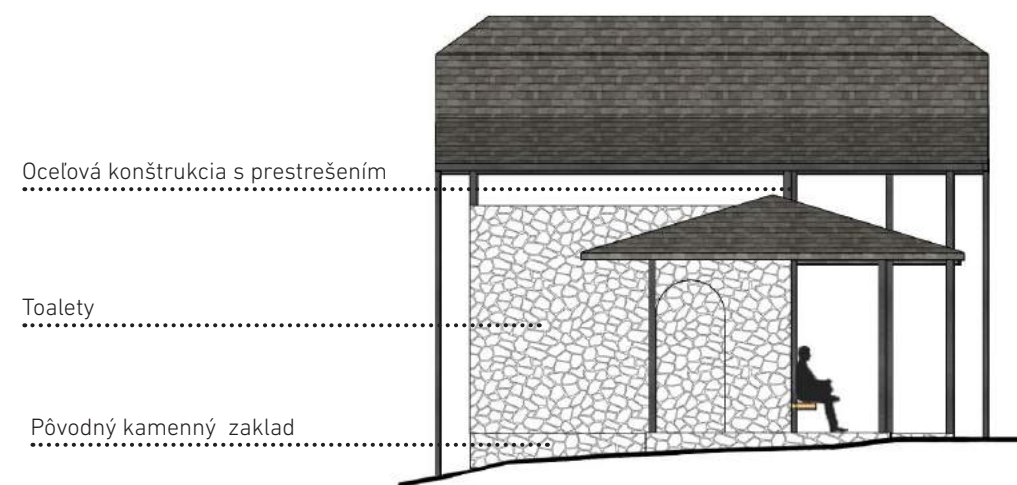 Oceľová konštrukcia s prestrešením
Toalety
Pôvodný kamenný zaklad